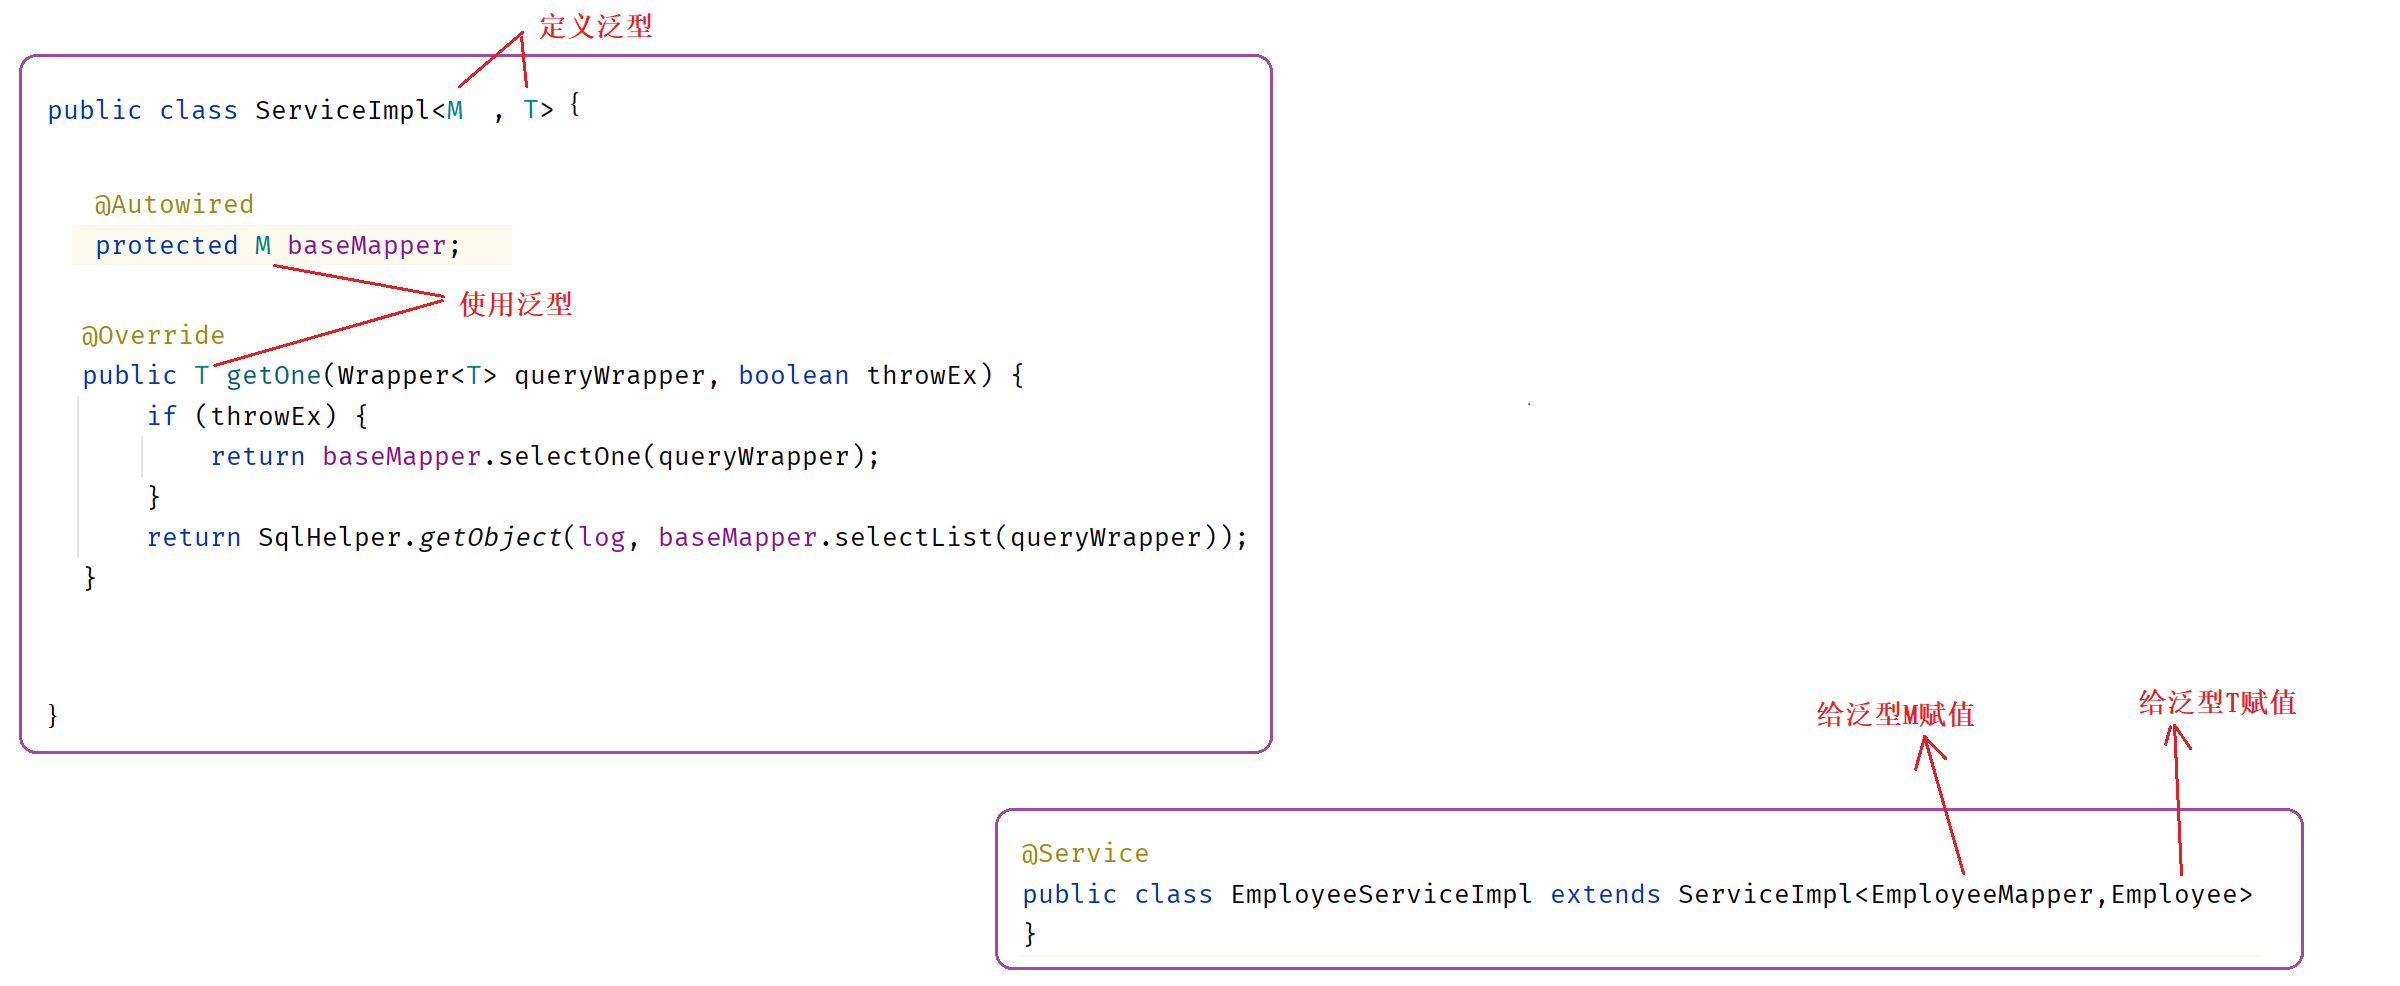 定义泛型
public class ServiceImpl<M , T> {
@Autowired
protected M baseMapper;
使用泛型
@Override
public T getOne(Wrapper<T> queryWrapper, boolean throwEx) {
if (throwEx) {
return baseMapper.selectOne(queryWrapper);
}
return SqlHelper.getObject(log, baseMapper.selectList(queryWrapper));
}
}
给泛型M赋值
给泛型T赋值
@Service
public class EmployeeServiceImpl extends ServiceImpl<EmployeeMapper,Employee>
}